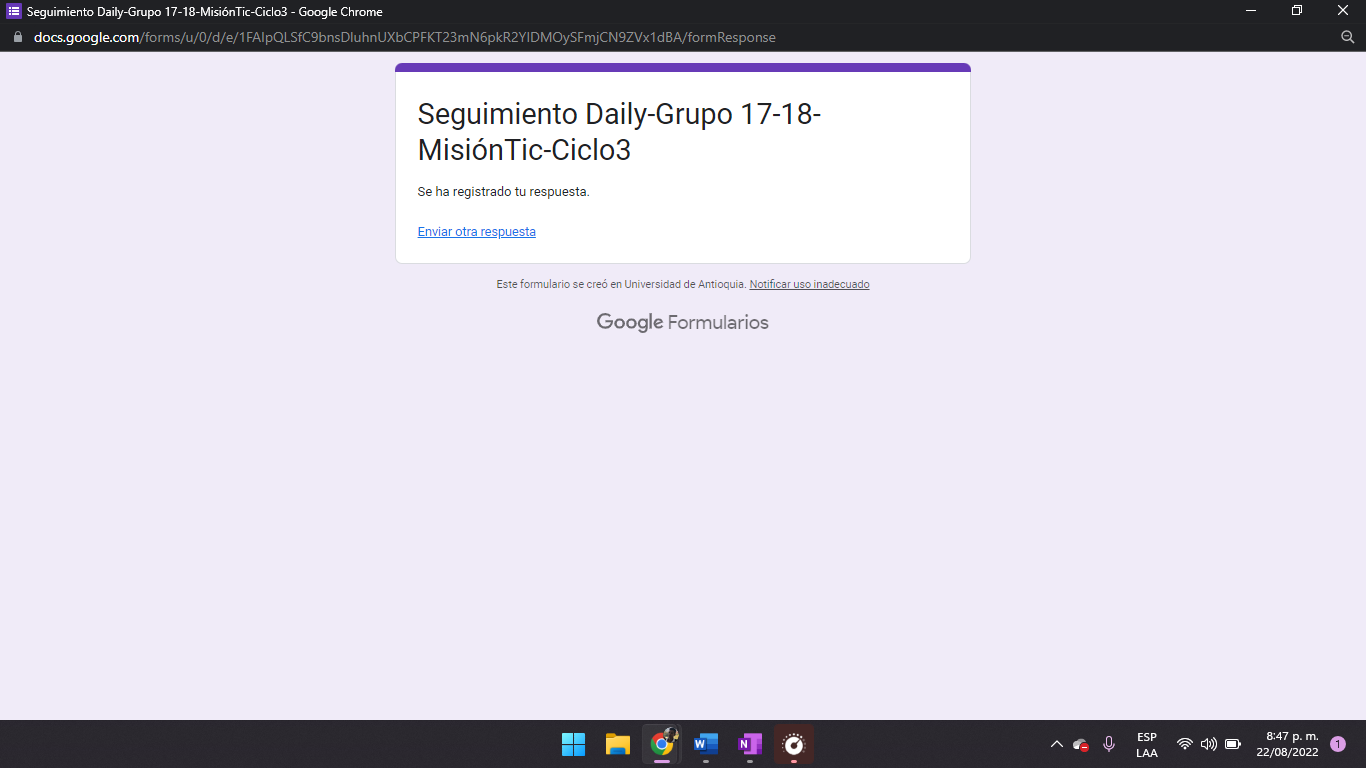 Seguimiento Daily-Grupo 17-18-MisiónTic-Ciclo3 - Google Chrome
docs.google.com/forms/u/0/d/e/1FAIpQLSfC9bnsDluhnUXbCPFKT23mN6pkR2YlDMOySFmjCN9ZVx1dBA/formResponse
Seguimiento Daily-Grupo 17-18-
MisiónTic-Ciclo3
Se ha registrado tu respuesta.
Enviar otra respuesta
Este formulario se creó en Universidad de Antioquia. Notificar uso inadecuado
Google Formularios
W
N
ESP
LAA
8:47 p. m.
22/08/2022
1